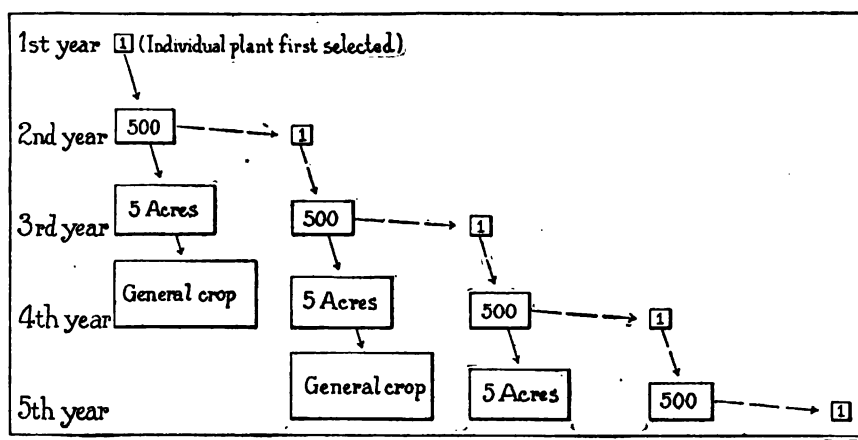 1st year 1 (Individual plant first selected)
2nd year 500 1
3rd year 5 Acres 500 1
4th year General crop 5 Acres 500 1
5th year General crop 5 Acres 500 1